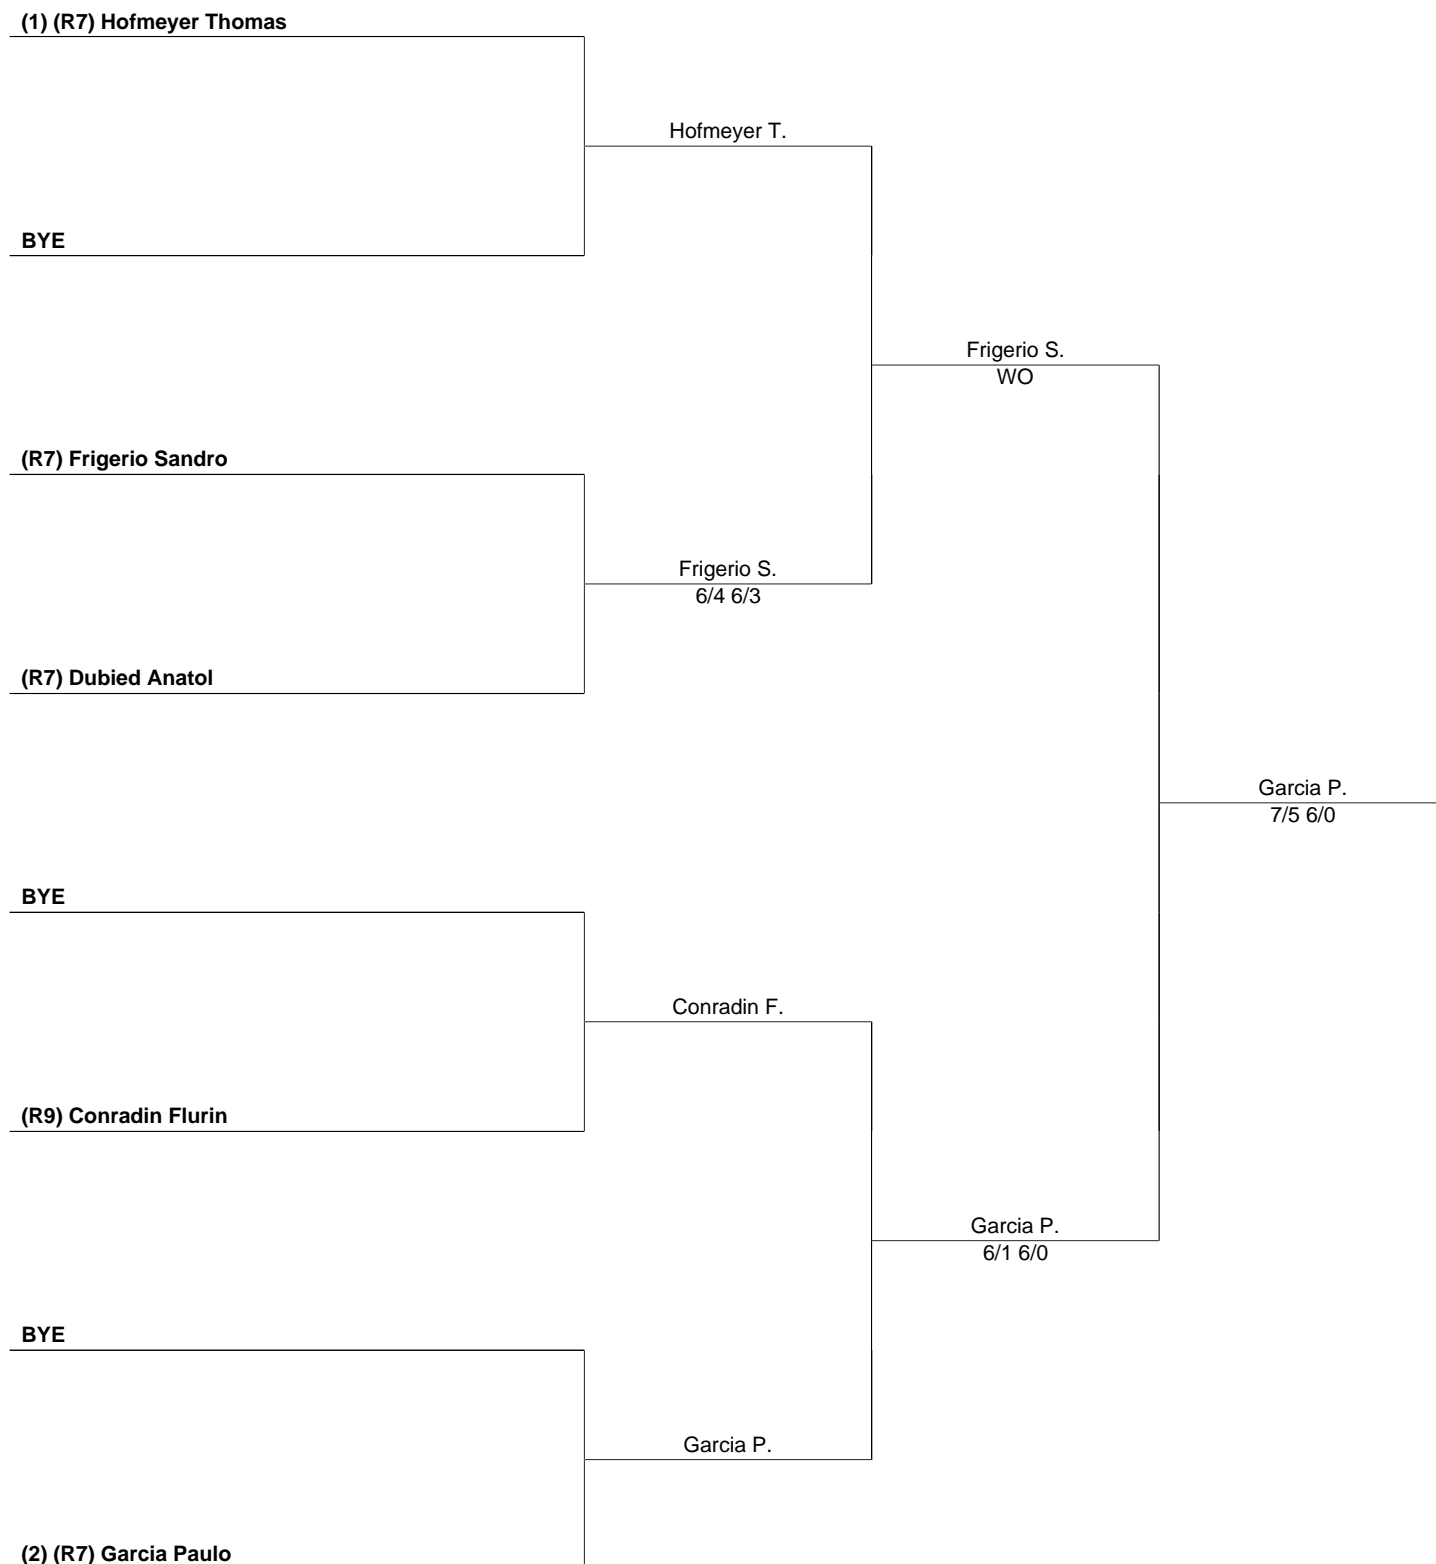 (1) (R7) Hofmeyer Thomas
Hofmeyer T.
BYE
Frigerio S.
WO
(R7) Frigerio Sandro
Frigerio S.
6/4 6/3
(R7) Dubied Anatol
Garcia P.
7/5 6/0
BYE
Conradin F.
(R9) Conradin Flurin
Garcia P.
6/1 6/0
BYE
Garcia P.
(2) (R7) Garcia Paulo